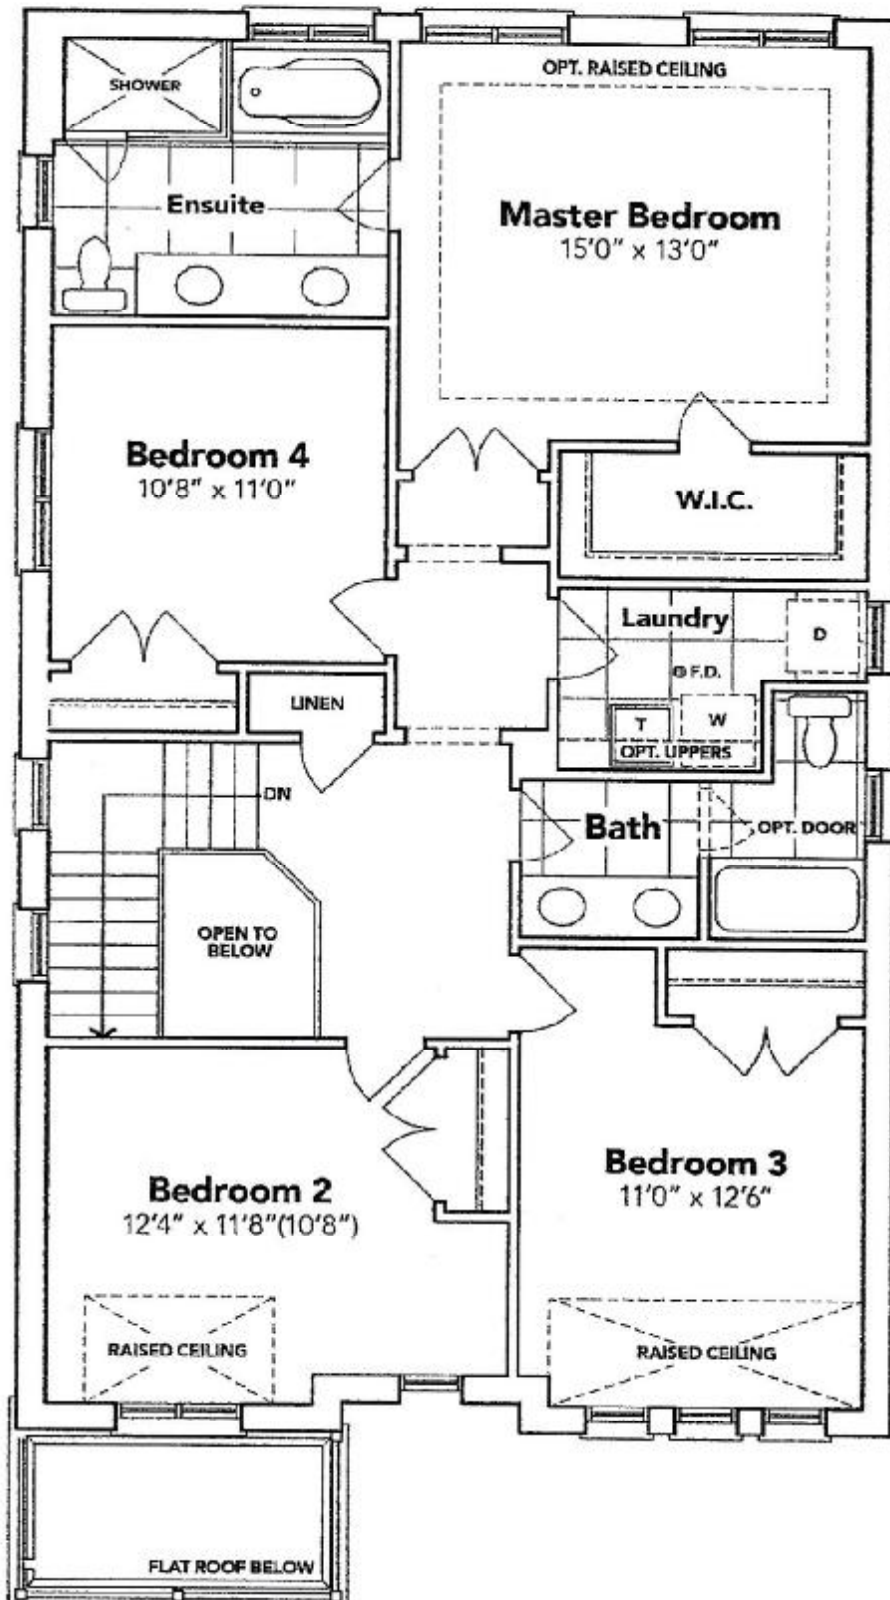 SHOWER
OPT. RAISED CEILING
Ensuite
Master Bedroom
15'0" x 13'0"
Bedroom 4
10'8" x 11'0"
W.I.C.
Laundry
D
F.D.
LINEN
T
W
OPT. UPPERS
DN
Bath
OPT. DOOR
OPEN TO
BELOW
Bedroom 2
12'4" x 11'8"(10'8")
Bedroom 3
11'0" x 12'6"
RAISED CEILING
RAISED CEILING
FLAT ROOF BELOW